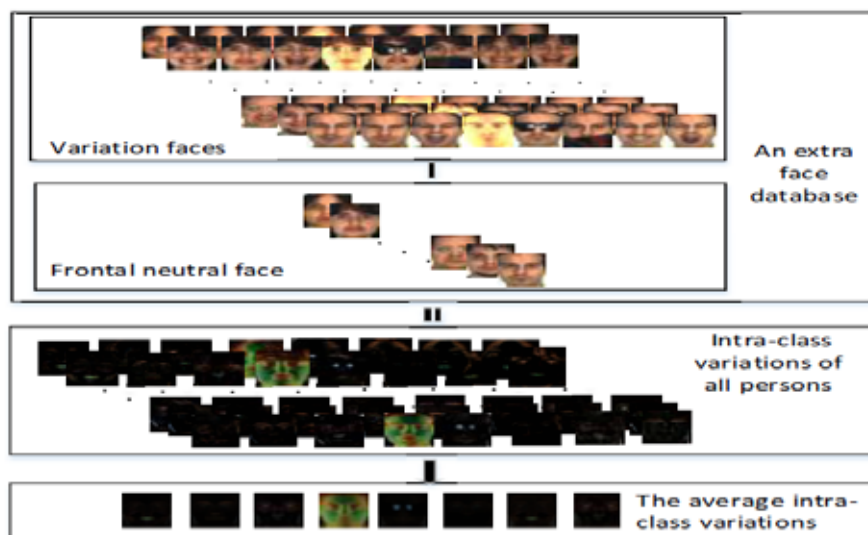 Variation faces
An extra
face
database
Frontal neutral face
Intra-class
variations of
all persons
The average intra-
class variations